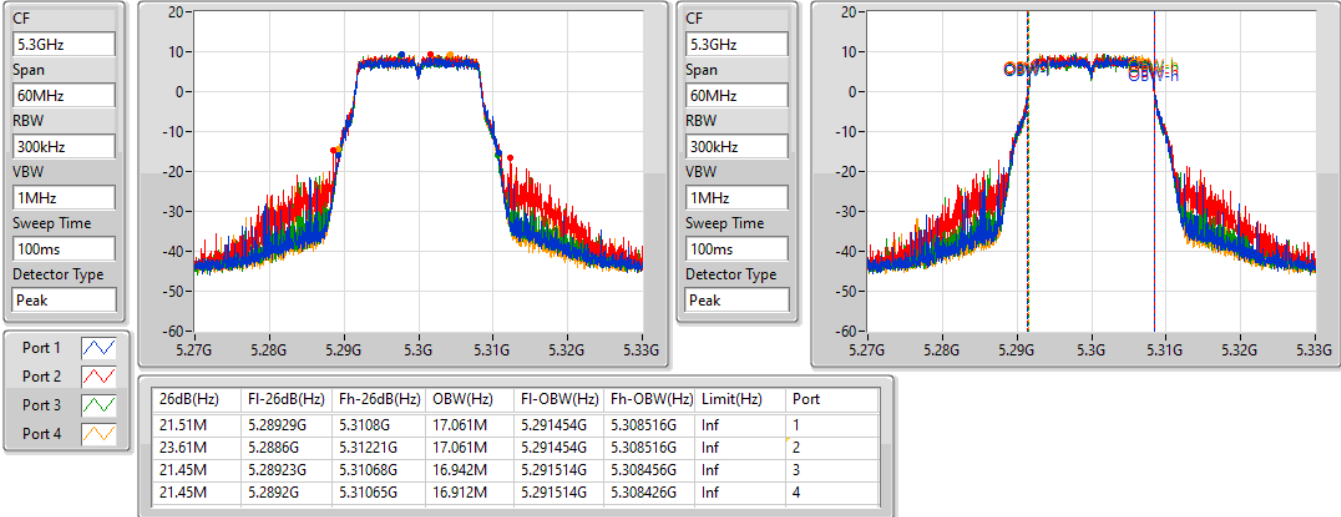 CF
5.3GHz
Span
60MHz
RBW
300kHz
VBW
1MHz
Sweep Time
100ms
Detector Type
Peak
20
10
0
-10
-20
-30
-40
-50
-60
5.27G 5.28G 5.29G 5.3G 5.31G 5.32G 5.33G
CF
5.3GHz
Span
60MHz
RBW
300kHz
VBW
1MHz
Sweep Time
100ms
Detector Type
Peak
20
10
0
-10
-20
-30
-40
-50
-60
5.27G 5.28G 5.29G 5.3G 5.31G 5.32G 5.33G
Port 1
Port 2
Port 3
Port 4
26dB(Hz) Fl-26dB(Hz) Fh-26dB(Hz) OBW(Hz) Fl-OBW(Hz) Fh-OBW(Hz) Limit(Hz) Port
21.51M 5.28929G 5.3108G 17.061M 5.291454G 5.308516G Inf 1
23.61M 5.2886G 5.31221G 17.061M 5.291454G 5.308516G Inf 2
21.45M 5.28923G 5.31068G 16.942M 5.291514G 5.308456G Inf 3
21.45M 5.2892G 5.31065G 16.912M 5.291514G 5.308426G Inf 4